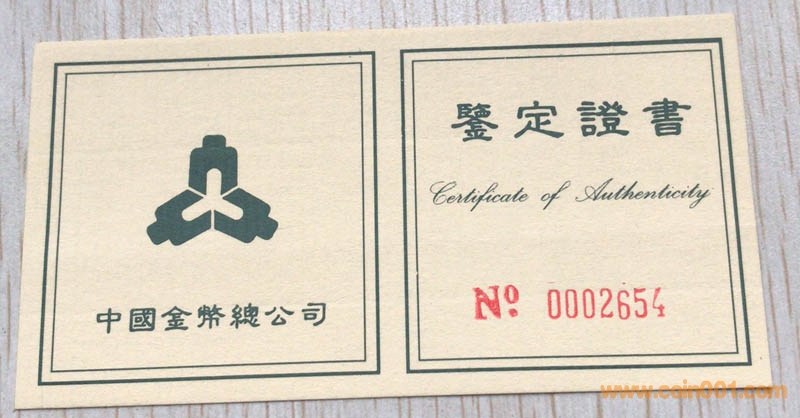 中國金幣總公司
鑒定證書
Certificate of Authenticity
Nº 0002654
www.coin001.com